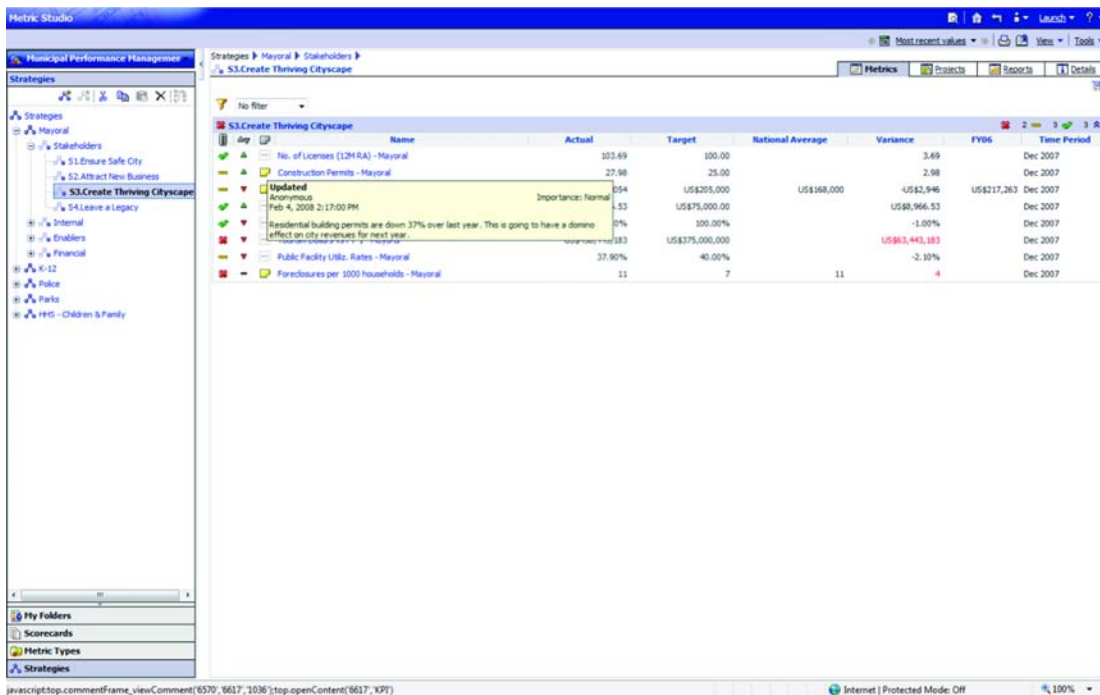 Metric Studio
Launch ?
Most recent values View Tools
Municipal Performance Managemer
Strategies Mayoral Stakeholders
S3.Create Thriving Cityscape
Metrics Projects Reports Details
Strategies
No filter
Strategies
Mayoral
Stakeholders
S1.Ensure Safe City
S2.Attract New Business
S3.Create Thriving Cityscape
S4.Leave a Legacy
Internal
Enablers
Financial
K-12
Police
Parks
HHS - Children & Family
S3.Create Thriving Cityscape 2 3 3
Name Actual Target National Average Variance FY06 Time Period
No. of Licenses (12M RA) - Mayoral 103.69 100.00 3.69 Dec 2007
Construction Permits - Mayoral 27.98 25.00 2.98 Dec 2007
054 US$205,000 US$168,000 -US$2,946 US$217,263 Dec 2007
.53 US$75,000.00 US$8,966.53 Dec 2007
0% 100.00% -1.00% Dec 2007
,183 US$375,000,000 US$63,443,183 Dec 2007
Public Facility Utiliz. Rates - Mayoral 37.90% 40.00% -2.10% Dec 2007
Foreclosures per 1000 households - Mayoral 11 7 11 4 Dec 2007
Updated
Anonymous Importance: Normal
Feb 4, 2008 2:17:00 PM
Residential building permits are down 37% over last year. This is going to have a domino
effect on city revenues for next year.
My Folders
Scorecards
Metric Types
Strategies
javascript:top.commentFrame_viewComment('6570','6617','1036');top.openContent('6617','KPI')
Internet | Protected Mode: Off 100%